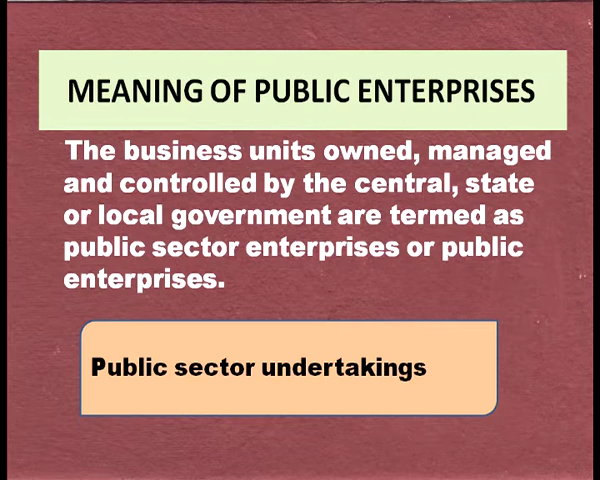 MEANING OF PUBLIC ENTERPRISES
The business units owned, managed
and controlled by the central, state
or local government are termed as
public sector enterprises or public
enterprises.
Public sector undertakings